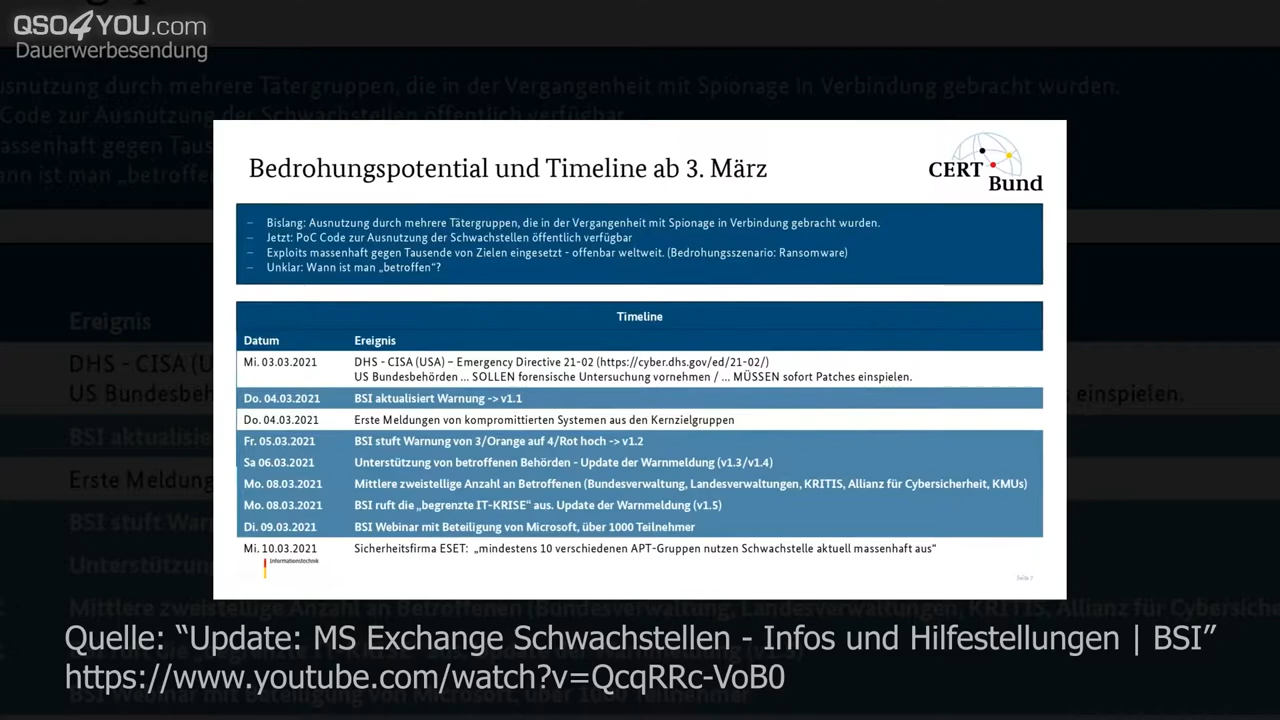 QSO4YOU.com
Dauerwerbesendung
Bedrohungspotential und Timeline ab 3. März
CERT
Bund
– Bislang: Ausnutzung durch mehrere Tätergruppen, die in der Vergangenheit mit Spionage in Verbindung gebracht wurden.
– Jetzt: PoC Code zur Ausnutzung der Schwachstellen öffentlich verfügbar
– Exploits massenhaft gegen Tausende von Zielen eingesetzt - offenbar weltweit. (Bedrohungsszenario: Ransomware)
– Unklar: Wann ist man „betroffen“?
Timeline
Datum Ereignis
Mi. 03.03.2021 DHS - CISA (USA) – Emergency Directive 21-02 (https://cyber.dhs.gov/ed/21-02/)
US Bundesbehörden ... SOLLEN forensische Untersuchung vornehmen / ... MÜSSEN sofort Patches einspielen.
Do. 04.03.2021 BSI aktualisiert Warnung -> v1.1
Do. 04.03.2021 Erste Meldungen von kompromittierten Systemen aus den Kernzielgruppen
Fr. 05.03.2021 BSI stuft Warnung von 3/Orange auf 4/Rot hoch -> v1.2
Sa 06.03.2021 Unterstützung von betroffenen Behörden - Update der Warnmeldung (v1.3/v1.4)
Mo. 08.03.2021 Mittlere zweistellige Anzahl an Betroffenen (Bundesverwaltung, Landesverwaltungen, KRITIS, Allianz für Cybersicherheit, KMUs)
Mo. 08.03.2021 BSI ruft die „begrenzte IT-KRISE“ aus. Update der Warnmeldung (v1.5)
Di. 09.03.2021 BSI Webinar mit Beteiligung von Microsoft, über 1000 Teilnehmer
Mi. 10.03.2021 Sicherheitsfirma ESET: „mindestens 10 verschiedenen APT-Gruppen nutzen Schwachstelle aktuell massenhaft aus“
Informationstechnik
Seite 7
Quelle: “Update: MS Exchange Schwachstellen - Infos und Hilfestellungen | BSI”
https://www.youtube.com/watch?v=QcqRRc-VoB0